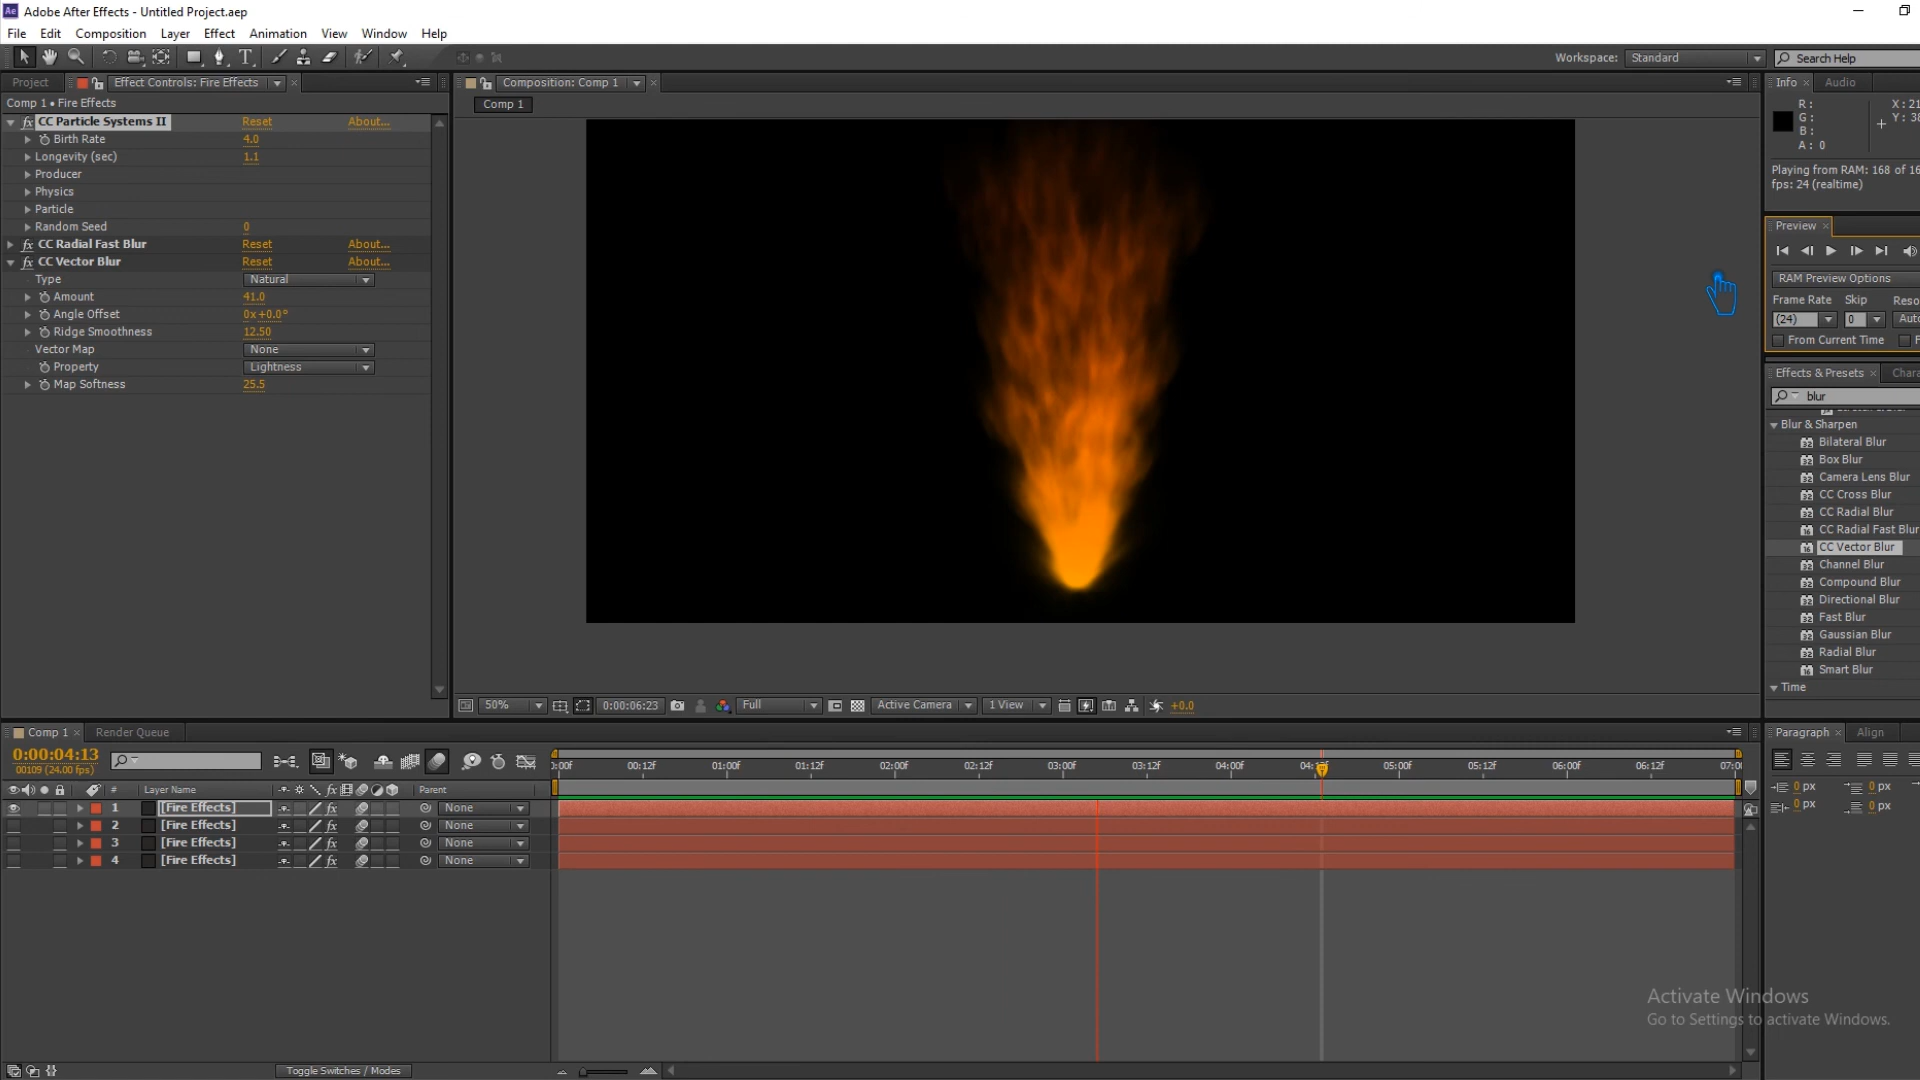 Adobe After Effects - Untitled Project.aep
File Edit Composition Layer Effect Animation View Window Help
Workspace: Standard Search Help
Project Effect Controls: Fire Effects Composition: Comp 1 Info Audio
Comp 1 • Fire Effects
Comp 1
CC Particle Systems II Reset About...
Birth Rate 4.0
Longevity (sec) 1.1
Producer
Physics
Particle
Random Seed 0
CC Radial Fast Blur Reset About...
CC Vector Blur Reset About...
Type Natural
Amount 41.0
Angle Offset 0x+0.0°
Ridge Smoothness 12.50
Vector Map None
Property Lightness
Map Softness 25.5
R: X: 21
G: Y: 38
B:
A: 0
Playing from RAM: 168 of 16
fps: 24 (realtime)
Preview
RAM Preview Options
Frame Rate Skip Reso
(24) 0 Aut
From Current Time F
Effects & Presets Chara
blur
Blur & Sharpen
Bilateral Blur
Box Blur
Camera Lens Blur
CC Cross Blur
CC Radial Blur
CC Radial Fast Blur
CC Vector Blur
Channel Blur
Compound Blur
Directional Blur
Fast Blur
Gaussian Blur
Radial Blur
Smart Blur
Time
50% 0:00:06:23 Full Active Camera 1 View +0.0
Comp 1 Render Queue
0:00:04:13
00109 (24.00 fps)
:00f 00:12f 01:00f 01:12f 02:00f 02:12f 03:00f 03:12f 04:00f 05:00f 05:12f 06:00f 06:12f 07:00
# Layer Name Parent
1 [Fire Effects] None
2 [Fire Effects] None
3 [Fire Effects] None
4 [Fire Effects] None
Paragraph Align
0 px 0 px
0 px 0 px
Activate Windows
Go to Settings to activate Windows.
Toggle Switches / Modes